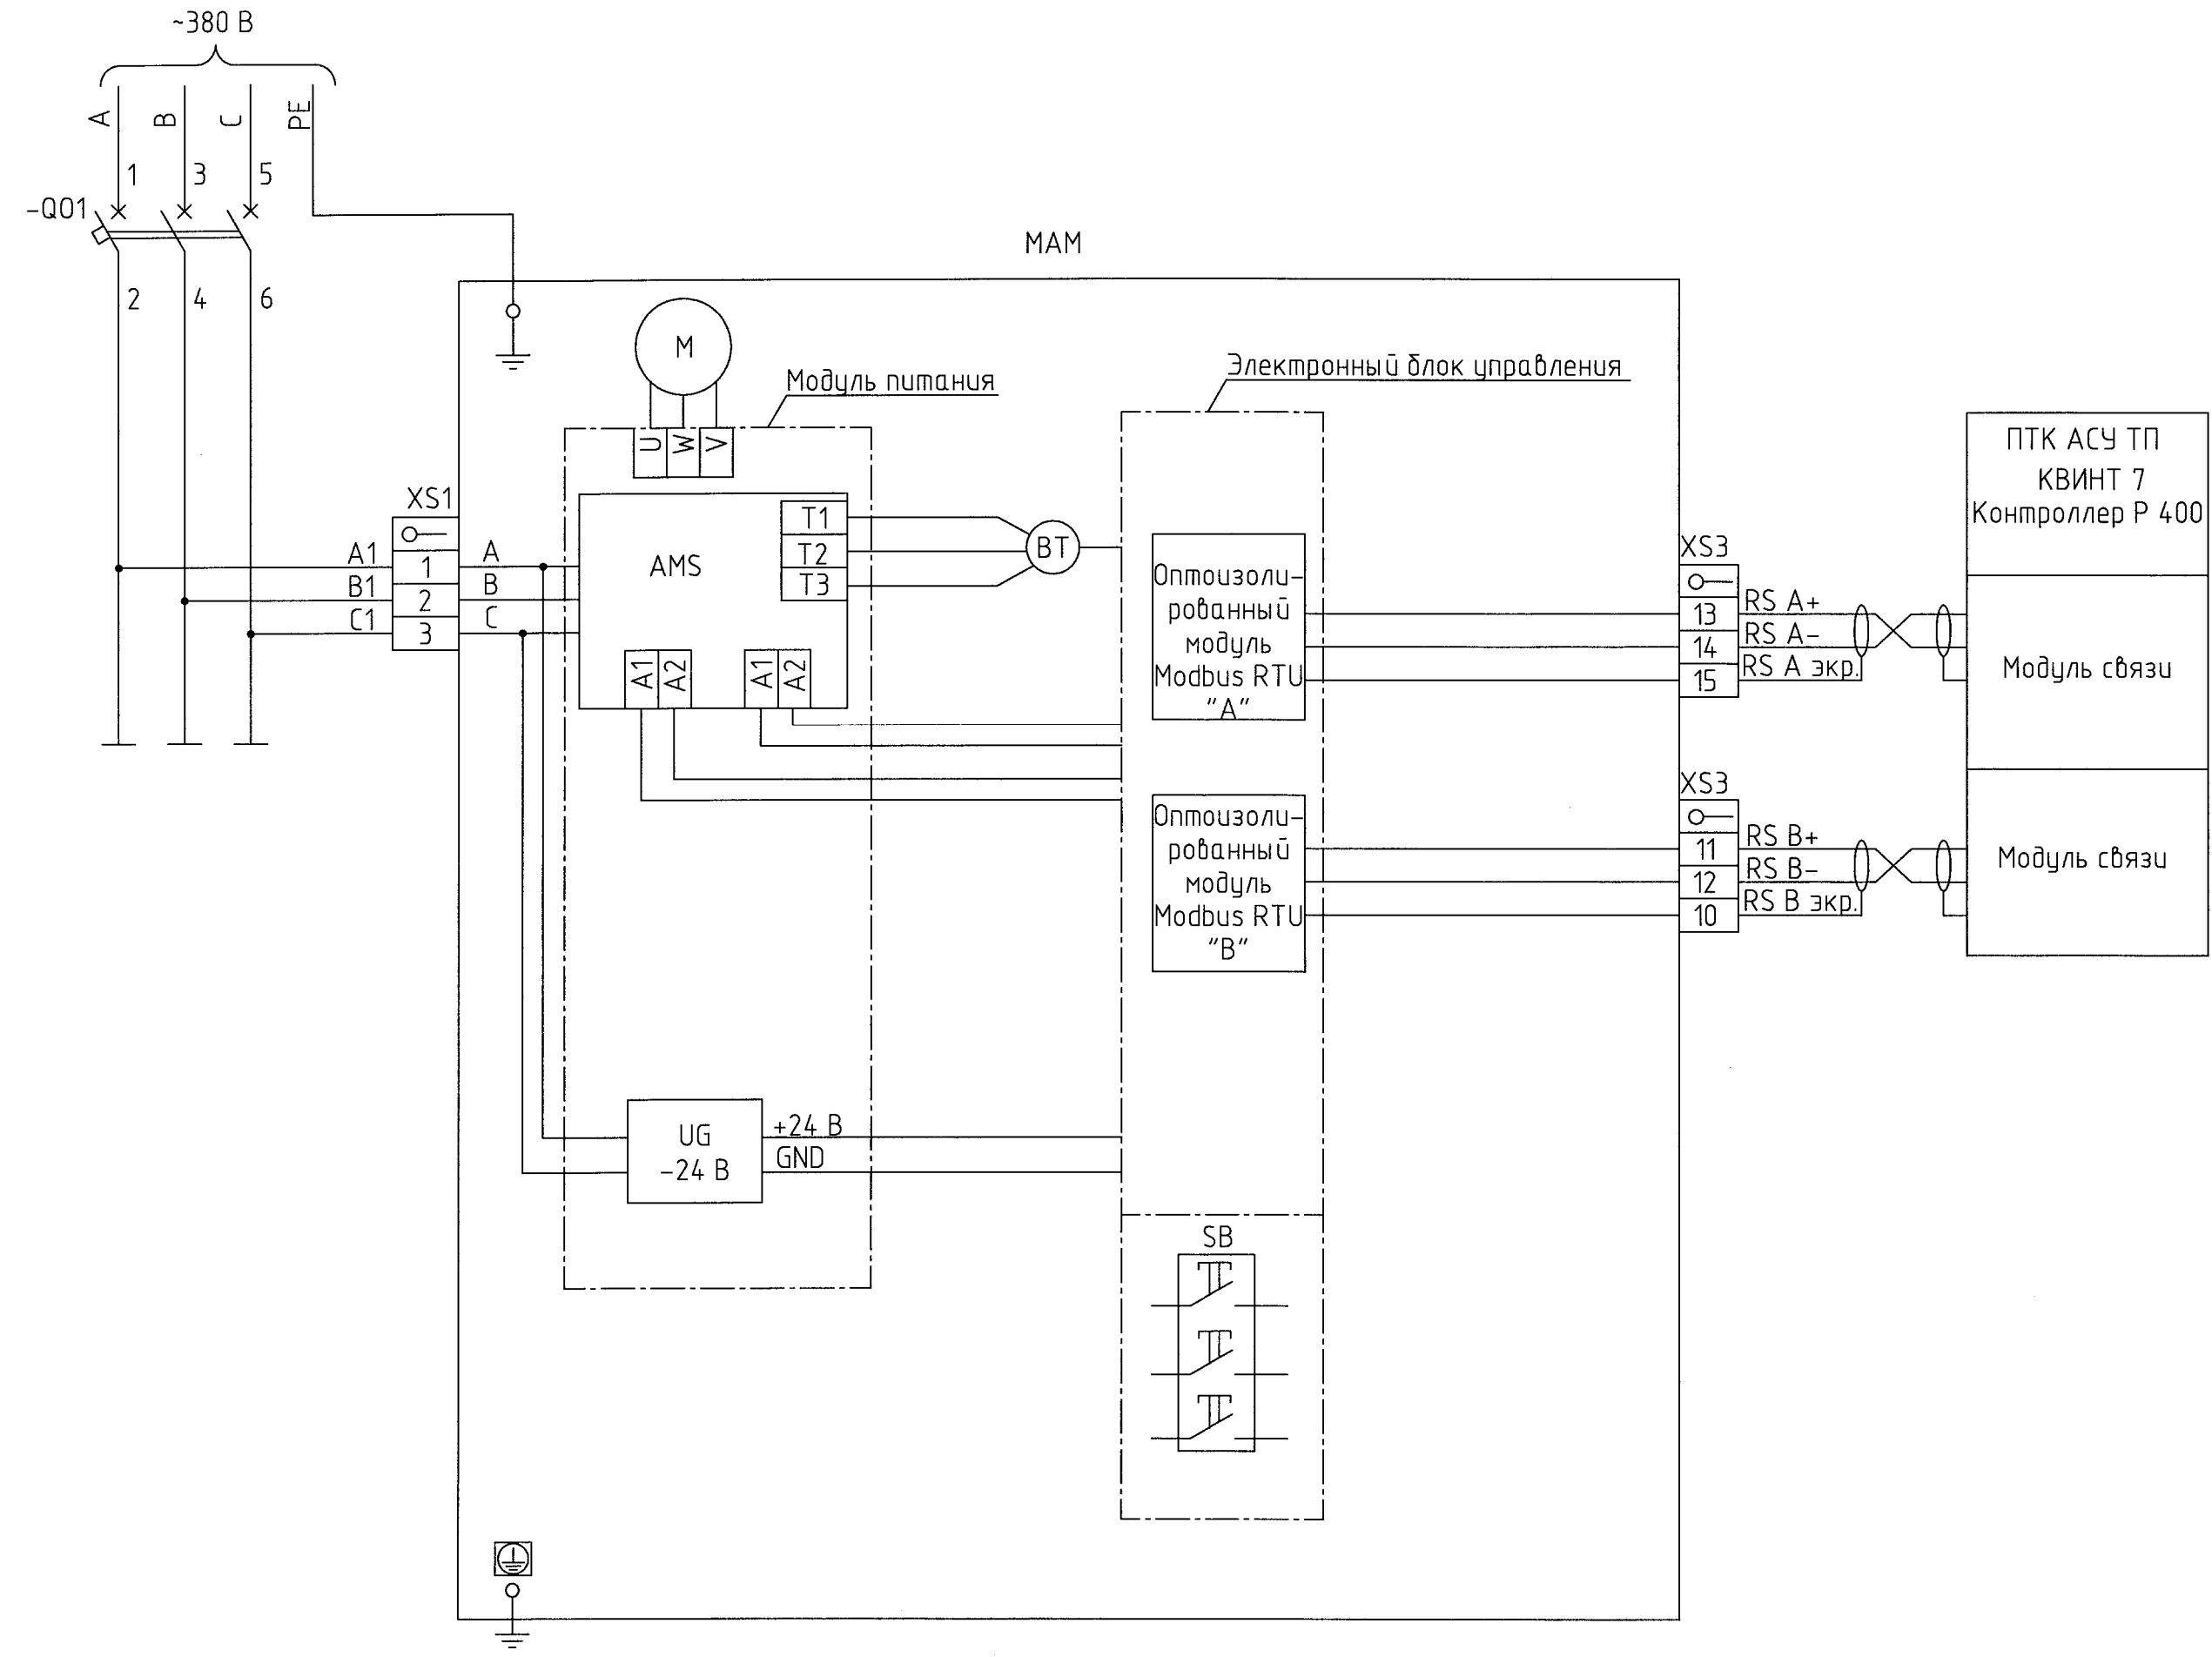 ~380 В
A
B
C
PE
1
3
5
-QO1
2
4
6
МАМ
M
Модуль питания
Электронный блок управления
U
W
V
XS1
A1
1
A
B1
2
B
C1
3
C
AMS
T1
T2
T3
BT
A1
A2
A1
A2
Оптоизоли-
рованный
модуль
Modbus RTU
"A"
Оптоизоли-
рованный
модуль
Modbus RTU
"B"
XS3
13
RS A+
14
RS A-
15
RS A экр.
XS3
11
RS B+
12
RS B-
10
RS B экр.
ПТК АСУ ТП
КВИНТ 7
Контроллер Р 400
Модуль связи
Модуль связи
UG
-24 В
+24 В
GND
SB